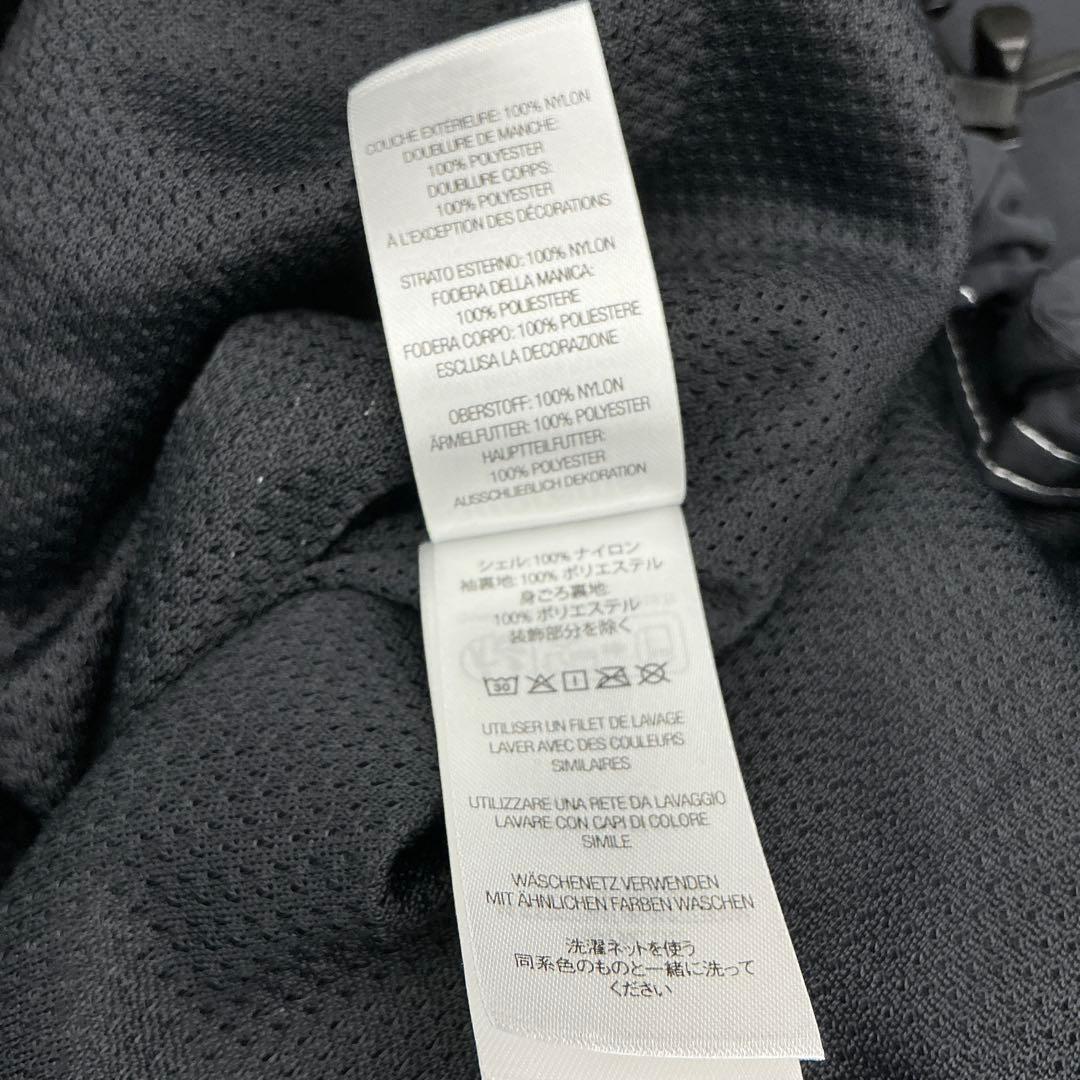 COUCHE EXTÉRIEURE: 100% NYLON
DOUBLURE DE MANCHE:
100% POLYESTER
DOUBLURE CORPS:
100% POLYESTER
A L'EXCEPTION DES DÉCORATIONS
STRATO ESTERNO: 100% NYLON
FODERA DELLA MANICA:
100% POLIESTERE
FODERA CORPO: 100% POLIESTERE
ESCLUSA LA DECORAZIONE
OBERSTOFF: 100% NYLON
ÄRMELFUTTER: 100% POLYESTER
HAUPTTEILFUTTER:
100% POLYESTER
AUSSCHLIEBLICH DEKORATION
シェル:100% ナイロン
袖裏地:100% ポリエステル
身ごろ裏地:
100% ポリエステル
装飾部分を除く
30
UTILISER UN FILET DE LAVAGE
LAVER AVEC DES COULEURS
SIMILAIRES
UTILIZZARE UNA RETE DA LAVAGGIO
LAVARE CON CAPI DI COLORE
SIMILE
WÄSCHENETZ VERWENDEN
MIT ÄHNLICHEN FARBEN WASCHEN
洗濯ネットを使う
同系色のものと一緒に洗って
ください